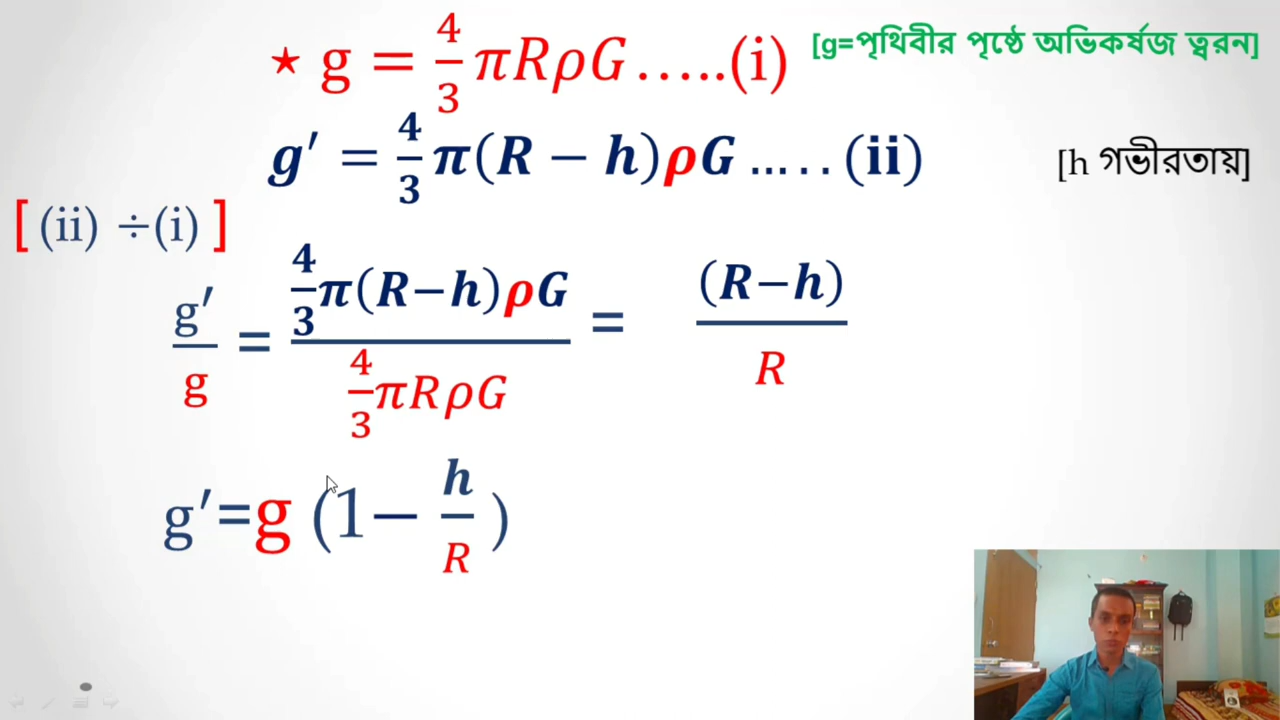 ★ g = 4/3 πRρG…..(i) [g=পৃথিবীর পৃষ্ঠে অভিকর্ষজ ত্বরন]
g′ = 4/3 π(R − h)ρG ….. (ii) [h গভীরতায়]
[ (ii) ÷(i) ]
g′/g = 4/3 π(R−h)ρG / 4/3 πRρG = (R−h)/R
g′=g (1− h/R )